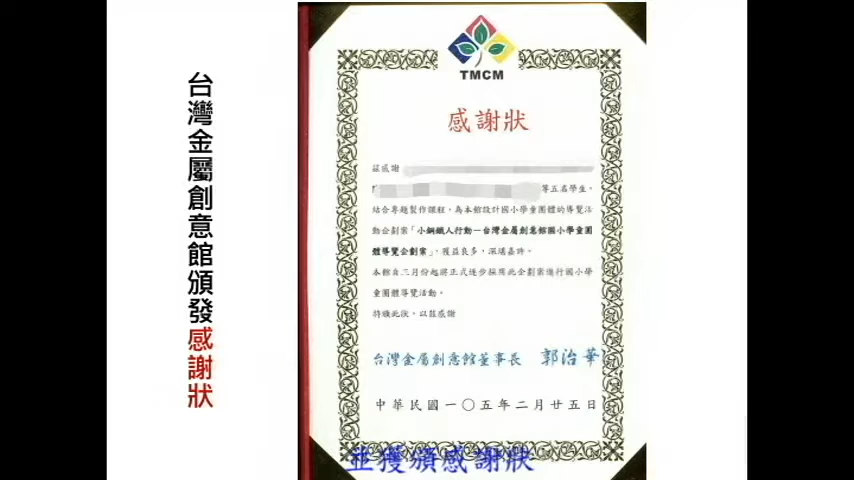 台灣金屬創意館頒發感謝狀
TMCM
感謝狀
茲感謝
等五名學生，
結合專題製作課程，為本館設計國小學童團體的導覽活
動企劃案「小鋼鐵人行動－台灣金屬創意館國小學童團
體導覽企劃案」，獲益良多，深堪嘉許。
本館自三月份起將正式逐步採用此企劃案進行國小學
童團體導覽活動。
特頒此狀，以茲感謝
台灣金屬創意館董事長 郭治華
中華民國一〇五年二月廿五日
並獲頒感謝狀